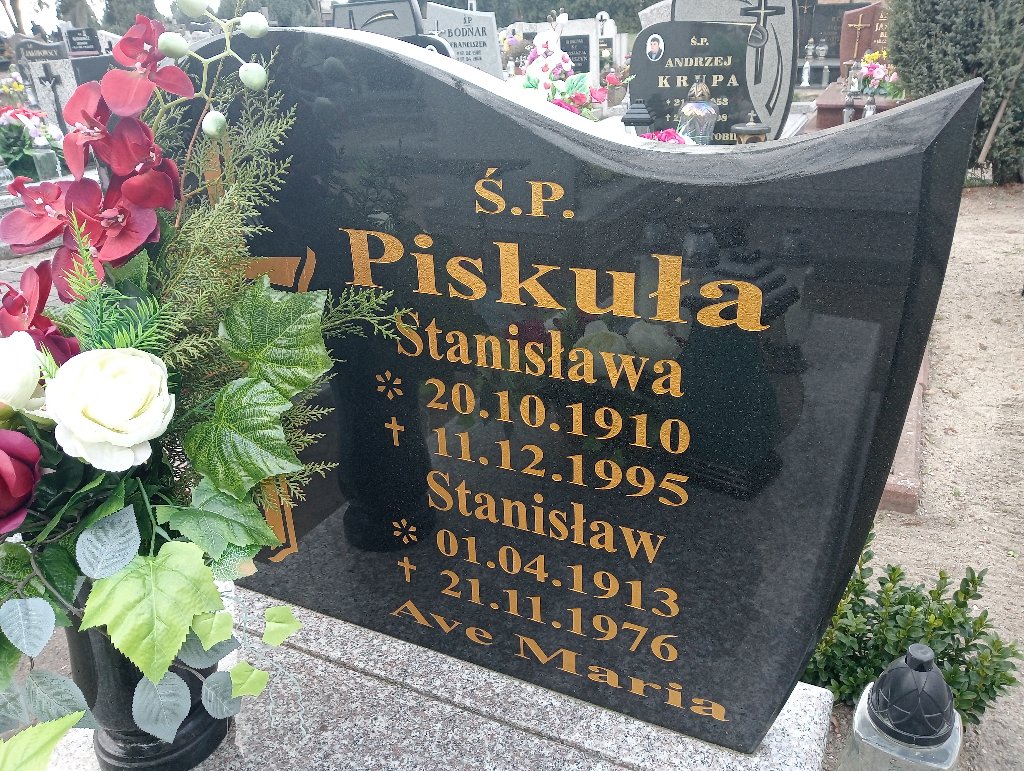 Ś.P.
Piskuła
Stanisława
* 20.10.1910
† 11.12.1995
Stanisław
* 01.04.1913
† 21.11.1976
Ave Maria
Ś.P.
BODNAR
FRANCISZEK
Ś.P.
ANDRZEJ
KRUPA